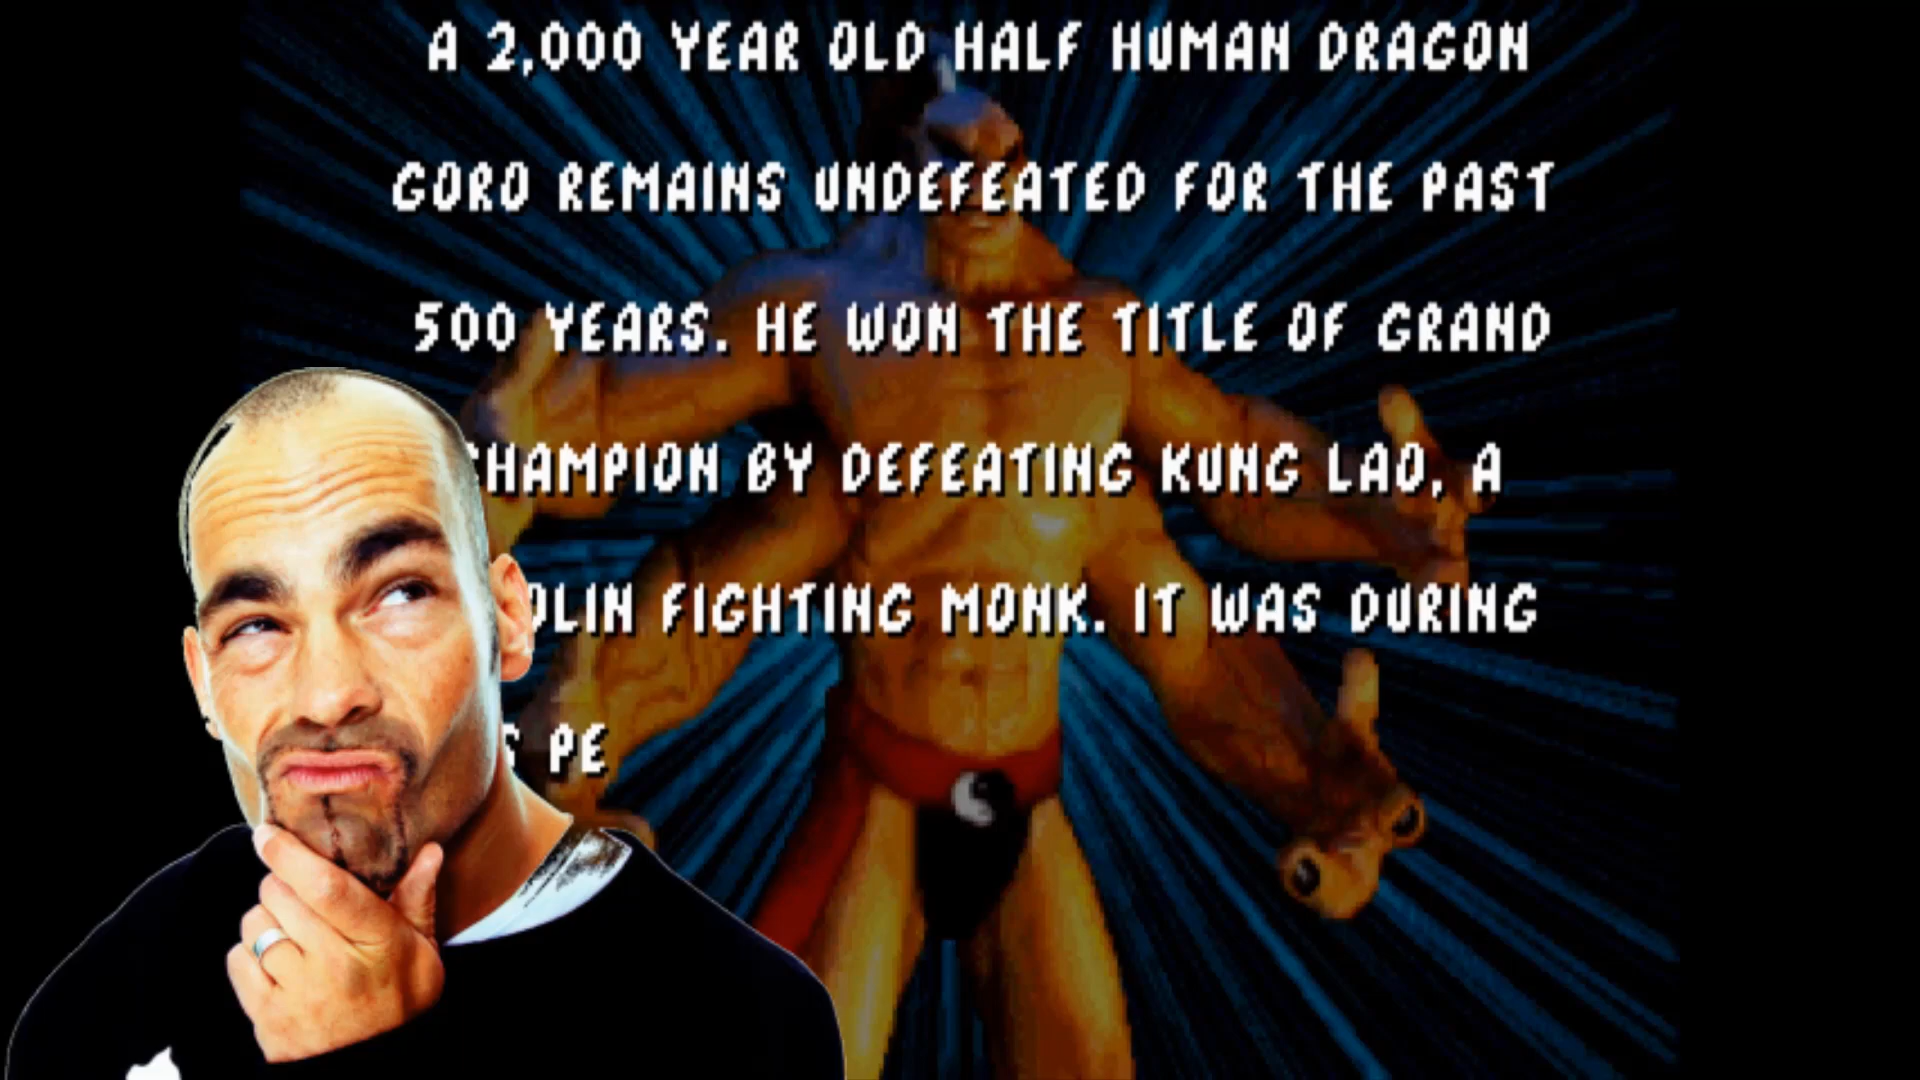 A 2,000 YEAR OLD HALF HUMAN DRAGON
GORO REMAINS UNDEFEATED FOR THE PAST
500 YEARS. HE WON THE TITLE OF GRAND
CHAMPION BY DEFEATING KUNG LAO, A
OLIN FIGHTING MONK. IT WAS DURING
S PE